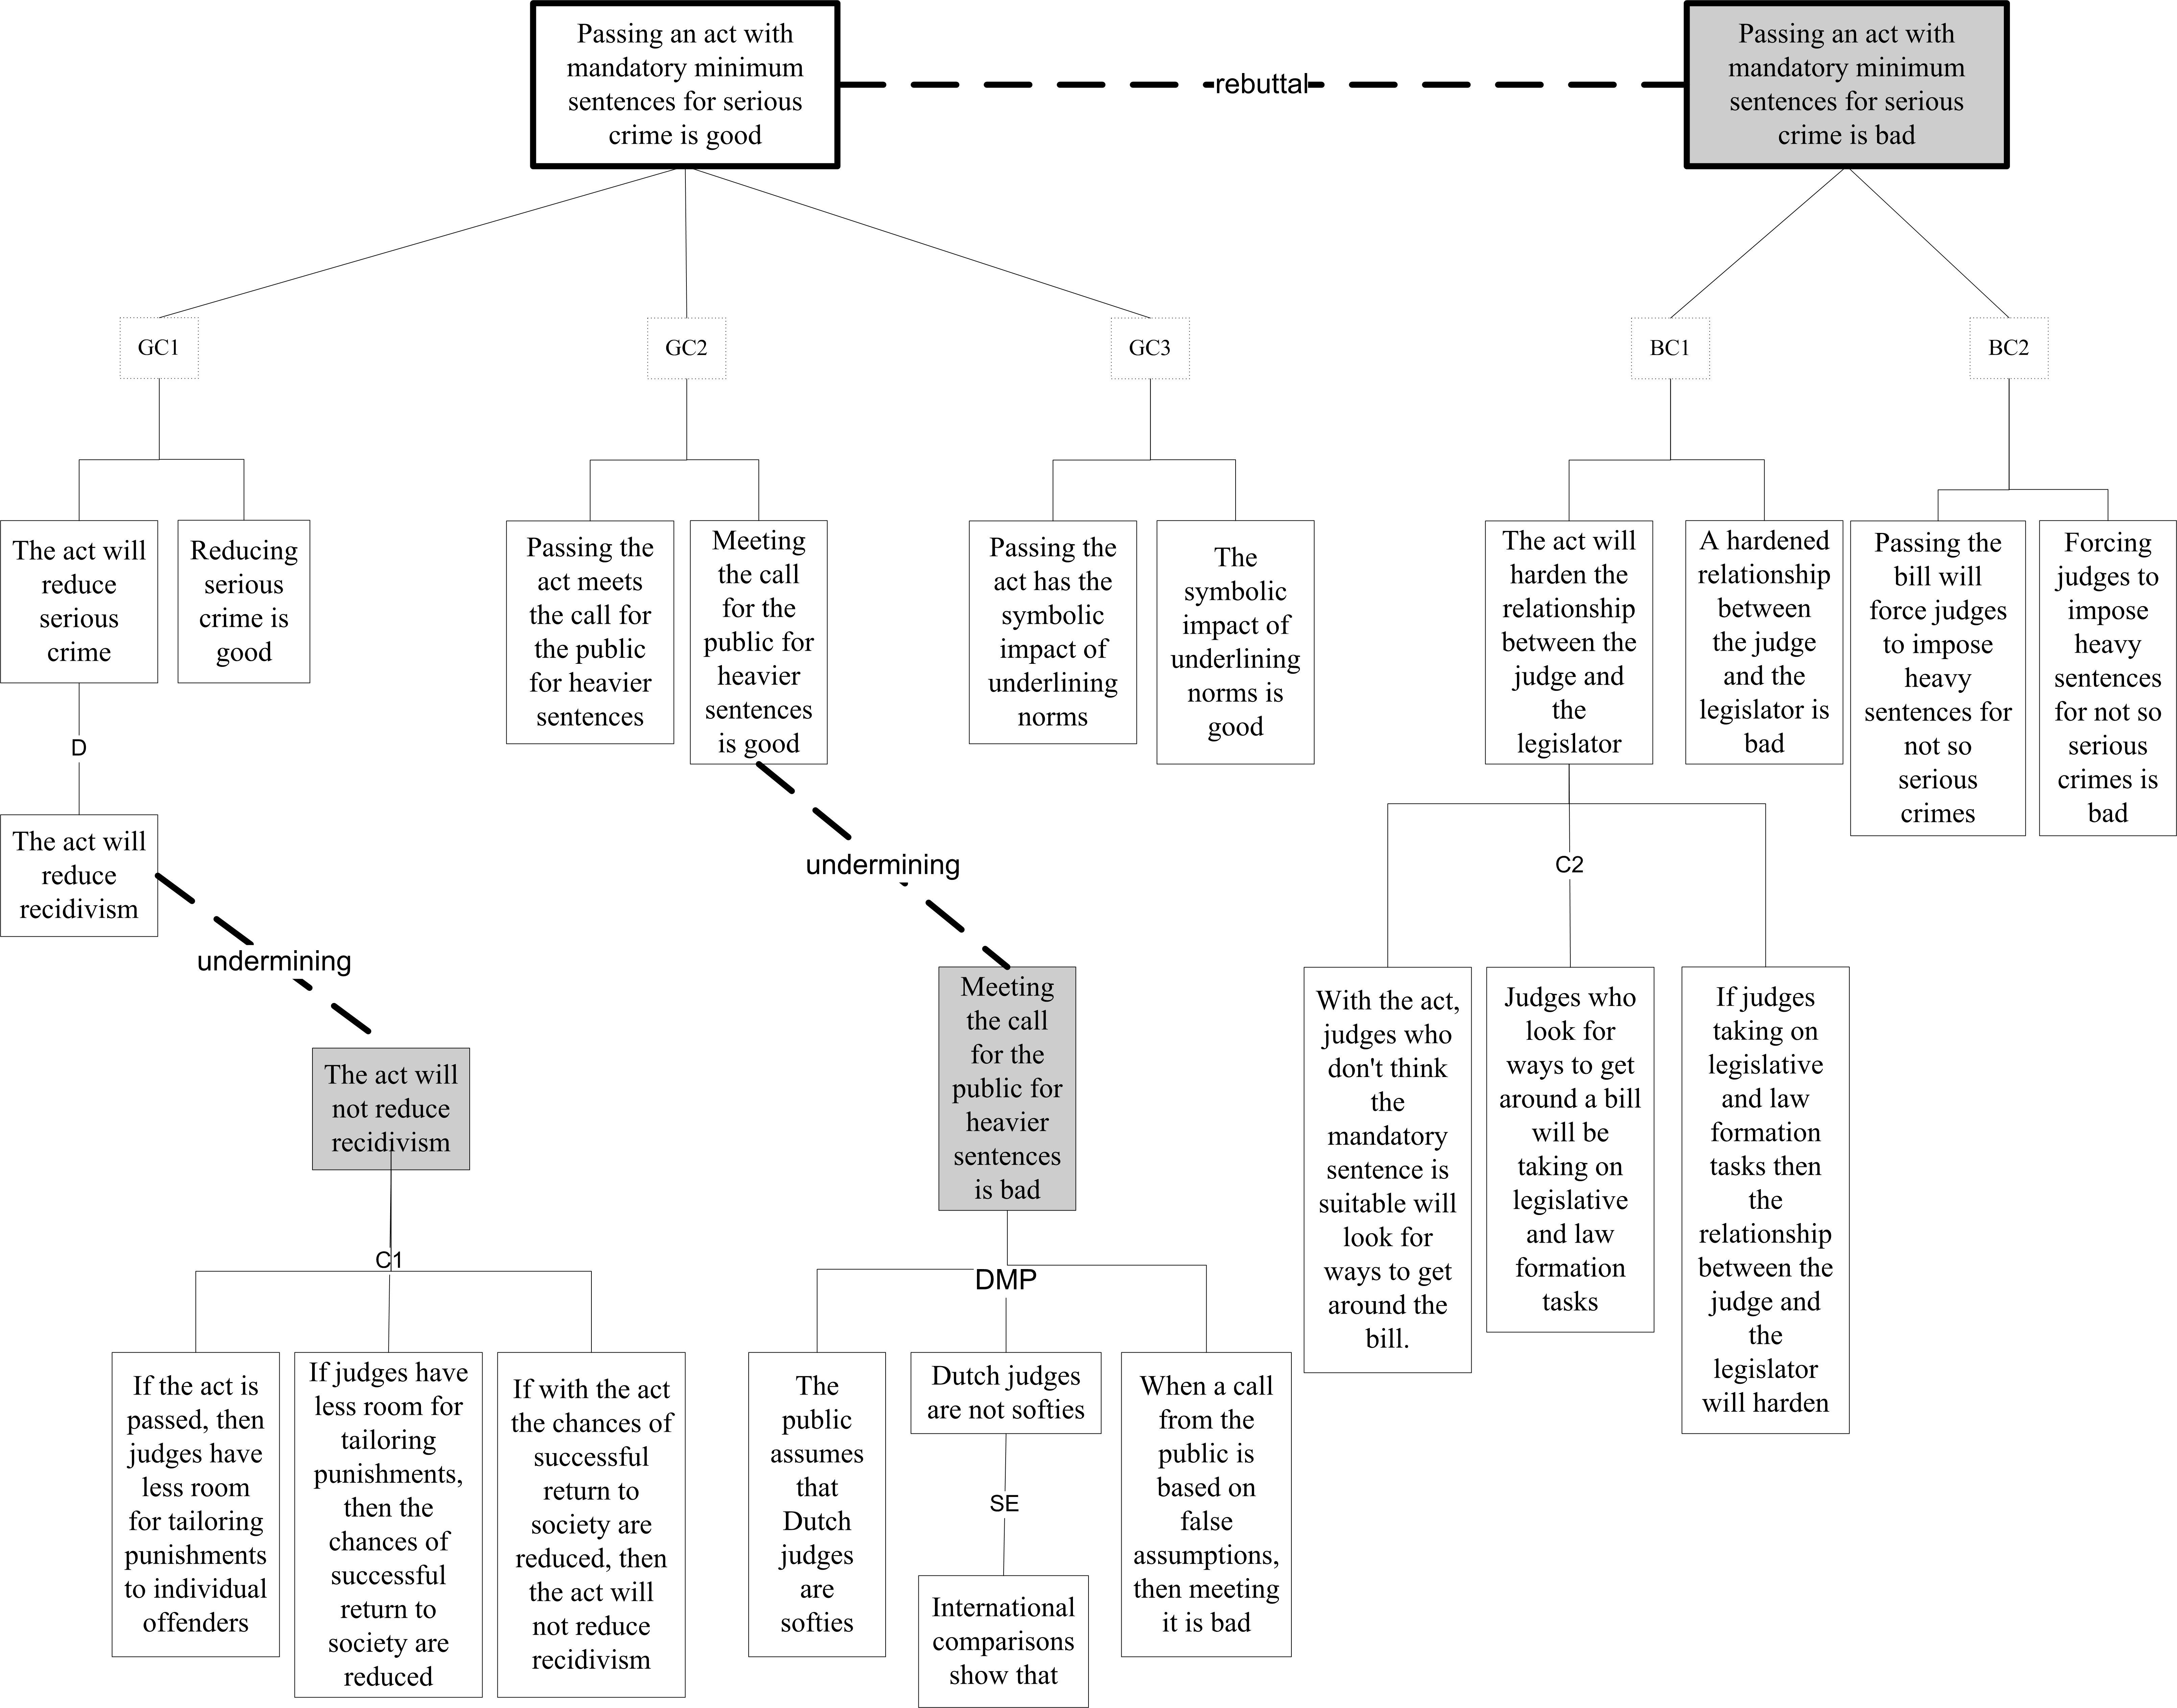 Passing an act with
mandatory minimum
sentences for serious
crime is good
rebuttal
Passing an act with
mandatory minimum
sentences for serious
crime is bad
GC1
GC2
GC3
BC1
BC2
The act will
reduce
serious
crime
Reducing
serious
crime is
good
Passing the
act meets
the call for
the public
for heavier
sentences
Meeting
the call
for the
public for
heavier
sentences
is good
Passing the
act has the
symbolic
impact of
underlining
norms
The
symbolic
impact of
underlining
norms is
good
The act will
harden the
relationship
between the
judge and
the
legislator
A hardened
relationship
between
the judge
and the
legislator is
bad
Passing the
bill will
force judges
to impose
heavy
sentences for
not so
serious
crimes
Forcing
judges to
impose
heavy
sentences
for not so
serious
crimes is
bad
D
The act will
reduce
recidivism
undermining
undermining
C2
The act will
not reduce
recidivism
Meeting
the call
for the
public for
heavier
sentences
is bad
With the act,
judges who
don't think
the
mandatory
sentence is
suitable will
look for
ways to get
around the
bill.
Judges who
look for
ways to get
around a bill
will be
taking on
legislative
and law
formation
tasks
If judges
taking on
legislative
and law
formation
tasks then
the
relationship
between the
judge and
the
legislator
will harden
C1
DMP
If the act is
passed, then
judges have
less room
for tailoring
punishments
to individual
offenders
If judges have
less room for
tailoring
punishments,
then the
chances of
successful
return to
society are
reduced
If with the act
the chances of
successful
return to
society are
reduced, then
the act will
not reduce
recidivism
The
public
assumes
that
Dutch
judges
are
softies
Dutch judges
are not softies
SE
International
comparisons
show that
When a call
from the
public is
based on
false
assumptions,
then meeting
it is bad